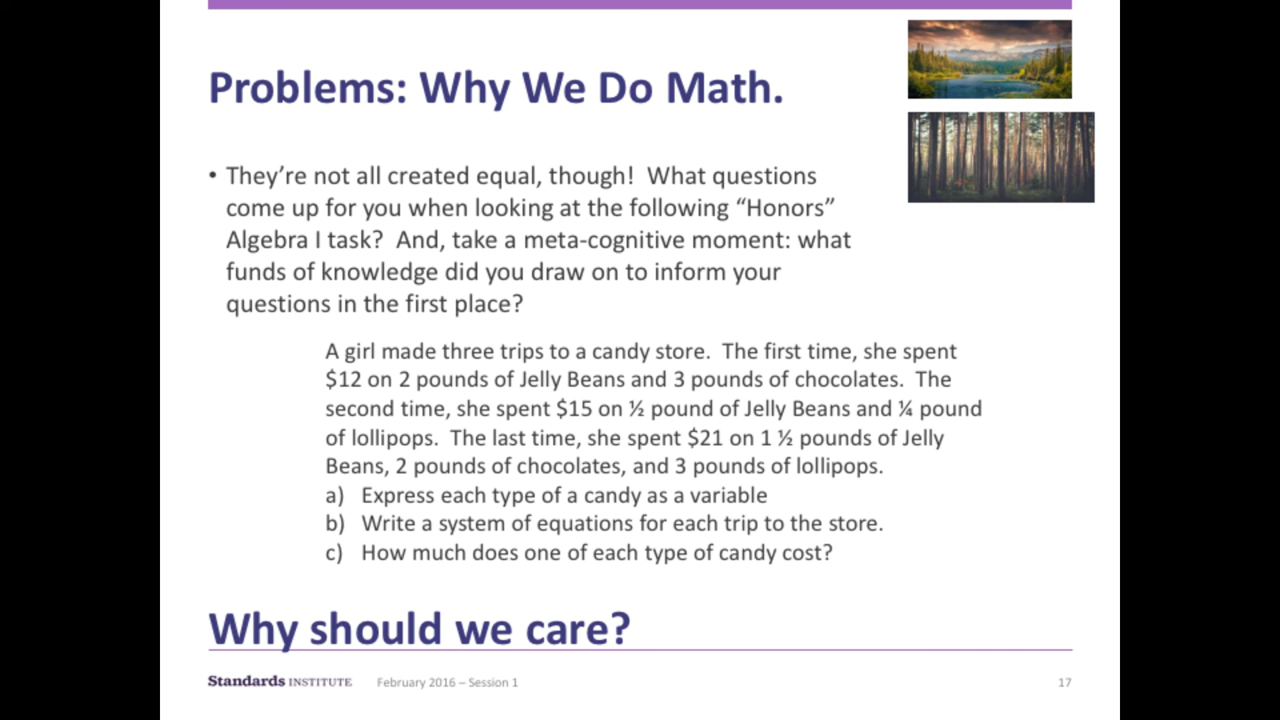 Problems: Why We Do Math.
• They’re not all created equal, though!  What questions
come up for you when looking at the following “Honors”
Algebra I task?  And, take a meta-cognitive moment: what
funds of knowledge did you draw on to inform your
questions in the first place?
A girl made three trips to a candy store.  The first time, she spent
$12 on 2 pounds of Jelly Beans and 3 pounds of chocolates.  The
second time, she spent $15 on ½ pound of Jelly Beans and ¼ pound
of lollipops.  The last time, she spent $21 on 1 ½ pounds of Jelly
Beans, 2 pounds of chocolates, and 3 pounds of lollipops.
a) Express each type of a candy as a variable
b) Write a system of equations for each trip to the store.
c) How much does one of each type of candy cost?
Why should we care?
Standards INSTITUTE February 2016 – Session 1 17